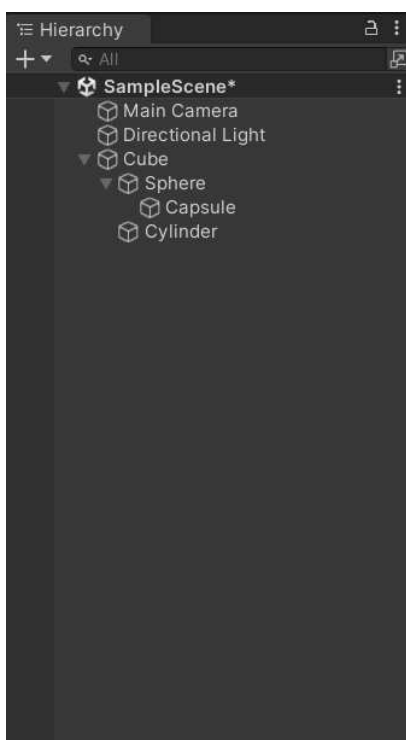 Hierarchy
All
SampleScene*
Main Camera
Directional Light
Cube
Sphere
Capsule
Cylinder